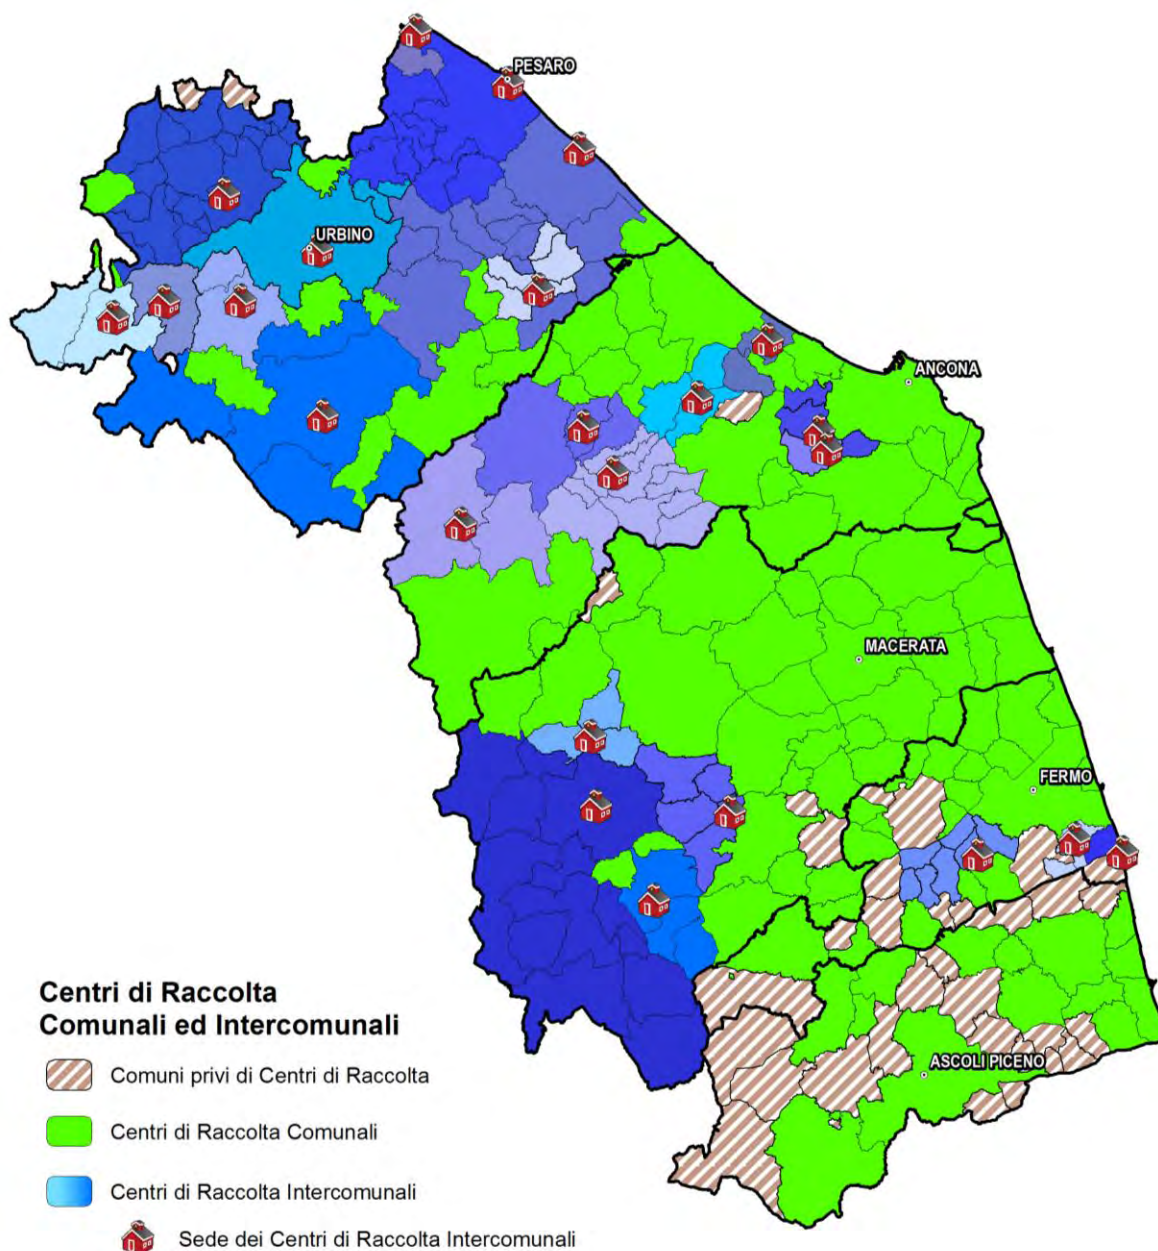 PESARO
URBINO
ANCONA
MACERATA
FERMO
ASCOLI PICENO
Centri di Raccolta
Comunali ed Intercomunali
Comuni privi di Centri di Raccolta
Centri di Raccolta Comunali
Centri di Raccolta Intercomunali
Sede dei Centri di Raccolta Intercomunali